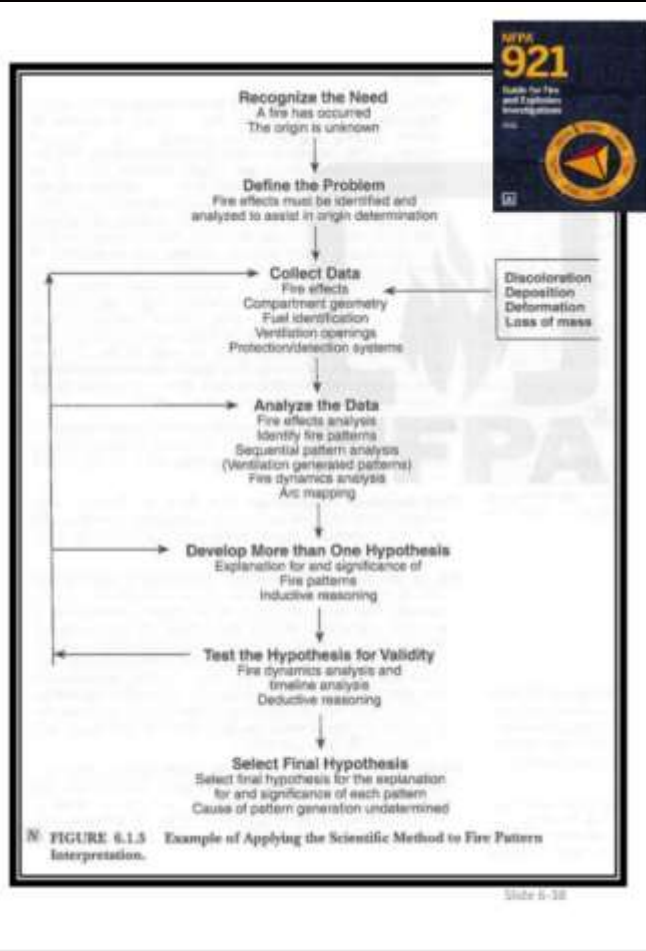 NFPA
921
Guide for Fire
and Explosion
Investigations
Recognize the Need
A fire has occurred
The origin is unknown
Define the Problem
Fire effects must be identified and
analyzed to assist in origin determination
Collect Data
Fire effects
Compartment geometry
Fuel identification
Ventilation openings
Protection/detection systems
Discoloration
Deposition
Deformation
Loss of mass
Analyze the Data
Fire effects analysis
Identify fire patterns
Sequential pattern analysis
(Ventilation generated patterns)
Fire dynamics analysis
Arc mapping
Develop More than One Hypothesis
Explanation for and significance of
Fire patterns
Inductive reasoning
Test the Hypothesis for Validity
Fire dynamics analysis and
timeline analysis
Deductive reasoning
Select Final Hypothesis
Select final hypothesis for the explanation
for and significance of each pattern
Cause of pattern generation undetermined
N FIGURE 6.1.3 Example of Applying the Scientific Method to Fire Pattern
Interpretation.
NFPA
Slide 6-38